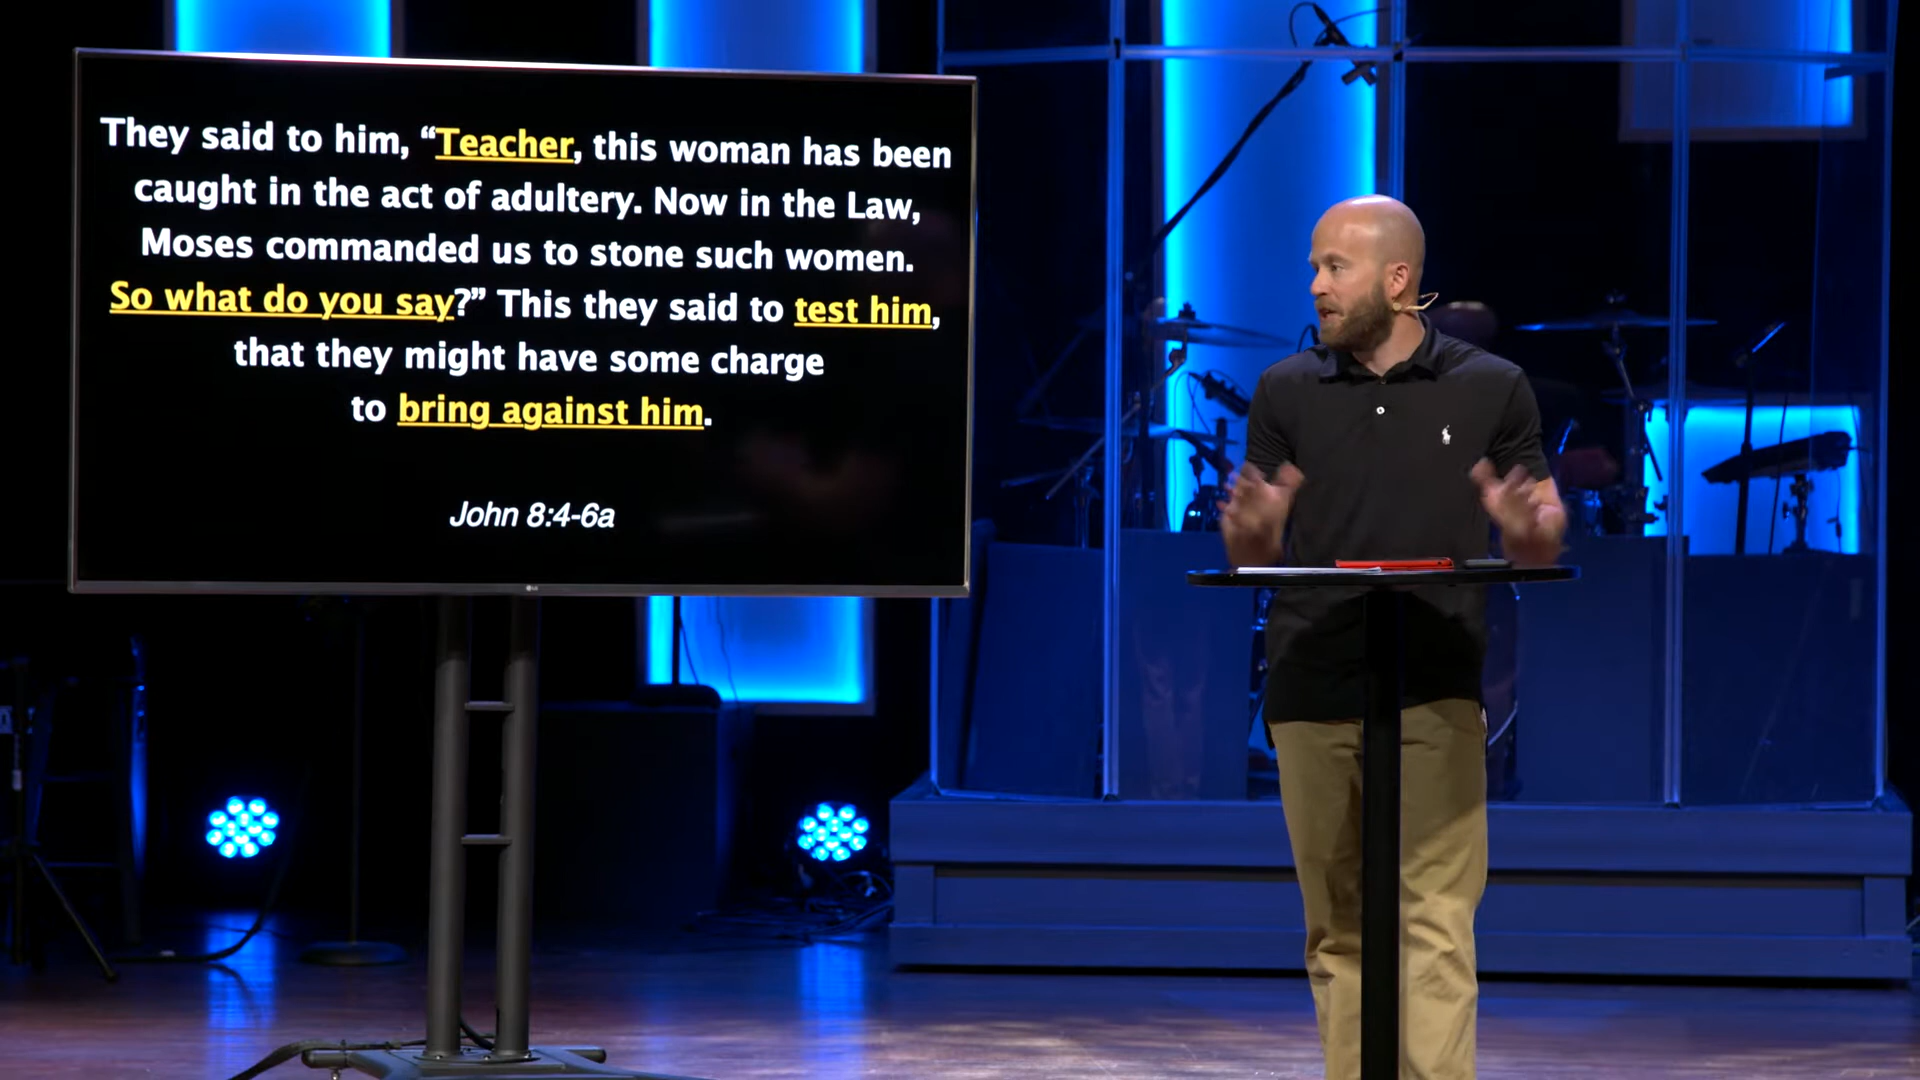 They said to him, “Teacher, this woman has been
caught in the act of adultery. Now in the Law,
Moses commanded us to stone such women.
So what do you say?” This they said to test him,
that they might have some charge
to bring against him.
John 8:4-6a
LG